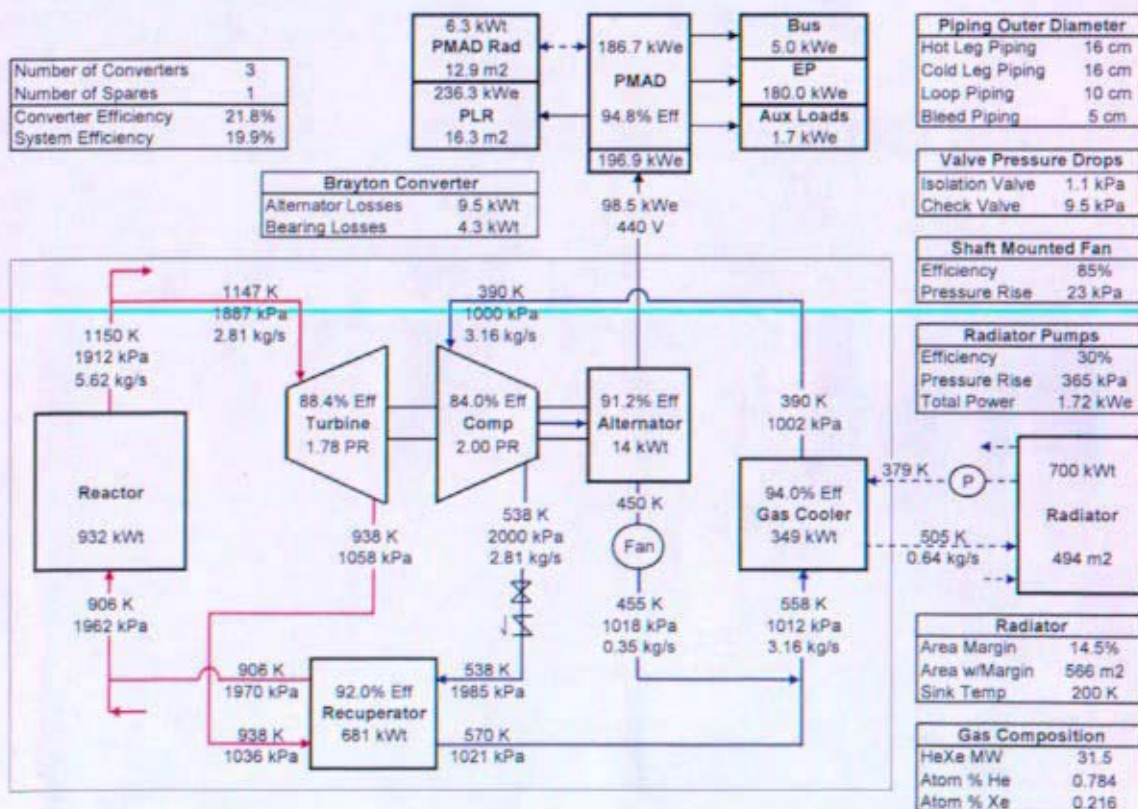 Number of Converters 3
Number of Spares 1
Converter Efficiency 21.8%
System Efficiency 19.9%
6.3 kWt
PMAD Rad
12.9 m2
236.3 kWe
PLR
16.3 m2
186.7 kWe
PMAD
94.8% Eff
196.9 kWe
Bus
5.0 kWe
EP
180.0 kWe
Aux Loads
1.7 kWe
Piping Outer Diameter
Hot Leg Piping 16 cm
Cold Leg Piping 16 cm
Loop Piping 10 cm
Bleed Piping 5 cm
Brayton Converter
Alternator Losses 9.5 kWt
Bearing Losses 4.3 kWt
98.5 kWe
440 V
Valve Pressure Drops
Isolation Valve 1.1 kPa
Check Valve 9.5 kPa
Shaft Mounted Fan
Efficiency 85%
Pressure Rise 23 kPa
Radiator Pumps
Efficiency 30%
Pressure Rise 365 kPa
Total Power 1.72 kWe
1150 K
1912 kPa
5.62 kg/s
1147 K
1887 kPa
2.81 kg/s
390 K
1000 kPa
3.16 kg/s
88.4% Eff
Turbine
1.78 PR
84.0% Eff
Comp
2.00 PR
91.2% Eff
Alternator
14 kWt
390 K
1002 kPa
Reactor
932 kWt
938 K
1058 kPa
538 K
2000 kPa
2.81 kg/s
450 K
Fan
94.0% Eff
Gas Cooler
349 kWt
379 K
P
505 K
0.64 kg/s
700 kWt
Radiator
494 m2
906 K
1962 kPa
455 K
1018 kPa
0.35 kg/s
558 K
1012 kPa
3.16 kg/s
906 K
1970 kPa
92.0% Eff
Recuperator
681 kWt
538 K
1985 kPa
938 K
1036 kPa
570 K
1021 kPa
Radiator
Area Margin 14.5%
Area w/Margin 566 m2
Sink Temp 200 K
Gas Composition
HeXe MW 31.5
Atom % He 0.784
Atom % Xe 0.216